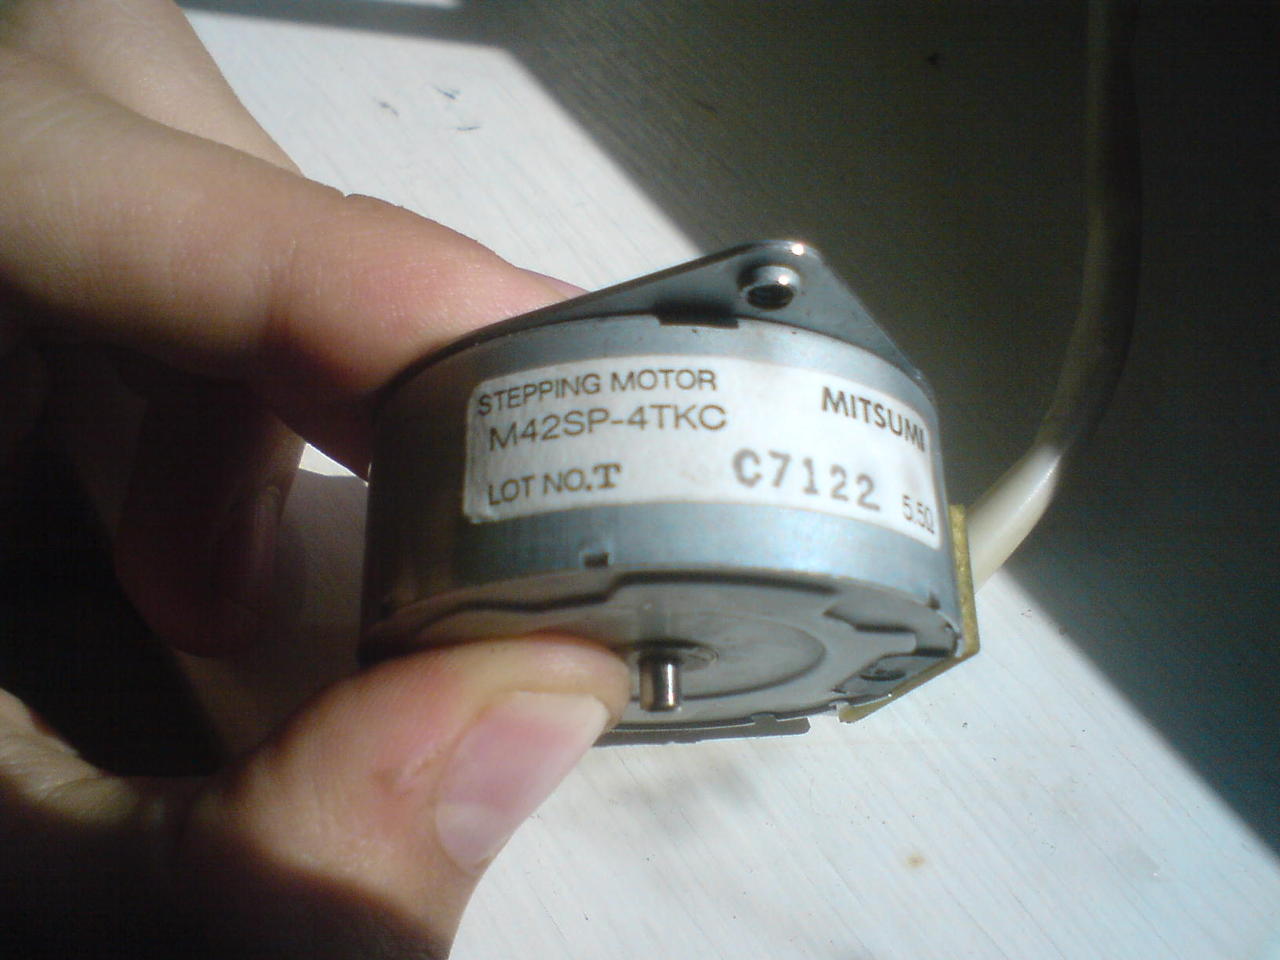 STEPPING MOTOR
MITSUMI
M42SP-4TKC
LOT NO.T C7122 5.5Ω